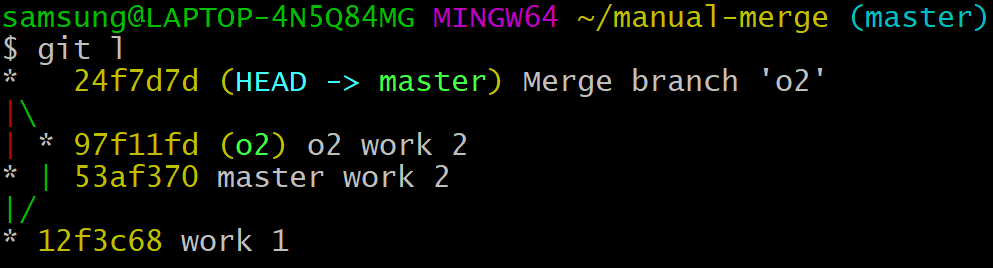 samsung@LAPTOP-4N5Q84MG MINGW64 ~/manual-merge (master)
$ git l
*   24f7d7d (HEAD -> master) Merge branch 'o2'
|\
| * 97f11fd (o2) o2 work 2
* | 53af370 master work 2
|/
* 12f3c68 work 1